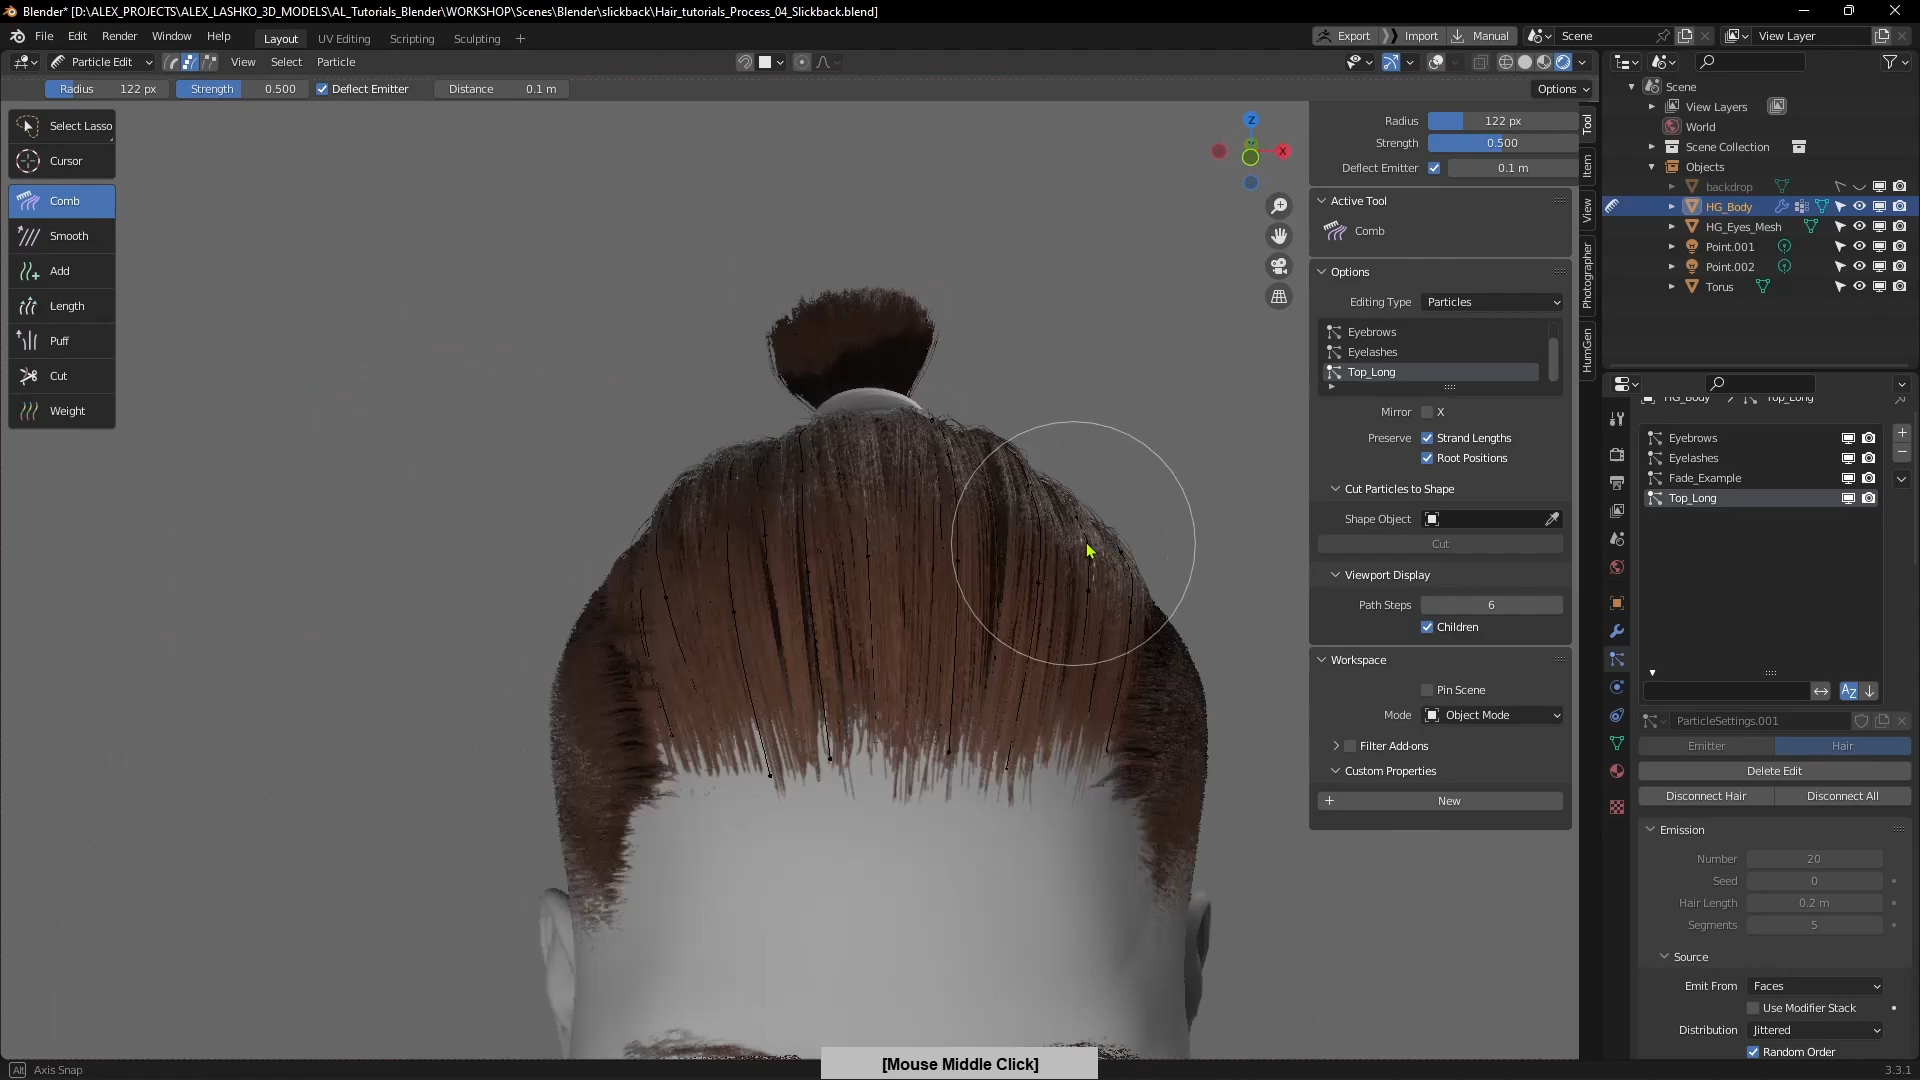 Blender* [D:\ALEX_PROJECTS\ALEX_LASHKO_3D_MODELS\AL_Tutorials_Blender\WORKSHOP\Scenes\Blender\slickback\Hair_tutorials_Process_04_Slickback.blend]
File Edit Render Window Help Layout UV Editing Scripting Sculpting + Export Import Manual Scene View Layer
Particle Edit View Select Particle
Radius 122 px Strength 0.500 Deflect Emitter Distance 0.1 m Options
Select Lasso
Cursor
Comb
Smooth
Add
Length
Puff
Cut
Weight
Z
X
Radius 122 px
Strength 0.500
Deflect Emitter 0.1 m
Active Tool
Comb
Options
Editing Type Particles
Eyebrows
Eyelashes
Top_Long
Mirror X
Preserve Strand Lengths
Root Positions
Cut Particles to Shape
Shape Object
Cut
Viewport Display
Path Steps 6
Children
Workspace
Pin Scene
Mode Object Mode
Filter Add-ons
Custom Properties
+ New
Tool
Item
View
Photographer
HumGen
Scene
View Layers
World
Scene Collection
Objects
backdrop
HG_Body
HG_Eyes_Mesh
Point.001
Point.002
Torus
HG_Body Top_Long
Eyebrows
Eyelashes
Fade_Example
Top_Long
AZ
ParticleSettings.001
Emitter Hair
Delete Edit
Disconnect Hair Disconnect All
Emission
Number 20
Seed 0
Hair Length 0.2 m
Segments 5
Source
Emit From Faces
Use Modifier Stack
Distribution Jittered
Random Order
[Mouse Middle Click]
Alt Axis Snap
3.3.1